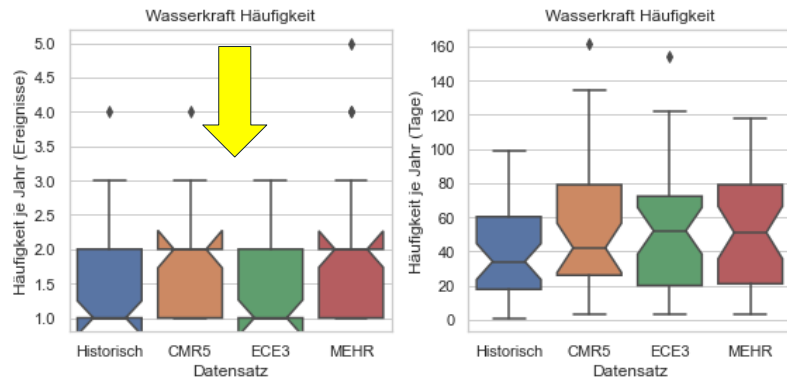 Wasserkraft Häufigkeit
Häufigkeit je Jahr (Ereignisse)
5.0
4.5
4.0
3.5
3.0
2.5
2.0
1.5
1.0
Historisch CMR5 ECE3 MEHR
Datensatz
Wasserkraft Häufigkeit
Häufigkeit je Jahr (Tage)
160
140
120
100
80
60
40
20
0
Historisch CMR5 ECE3 MEHR
Datensatz